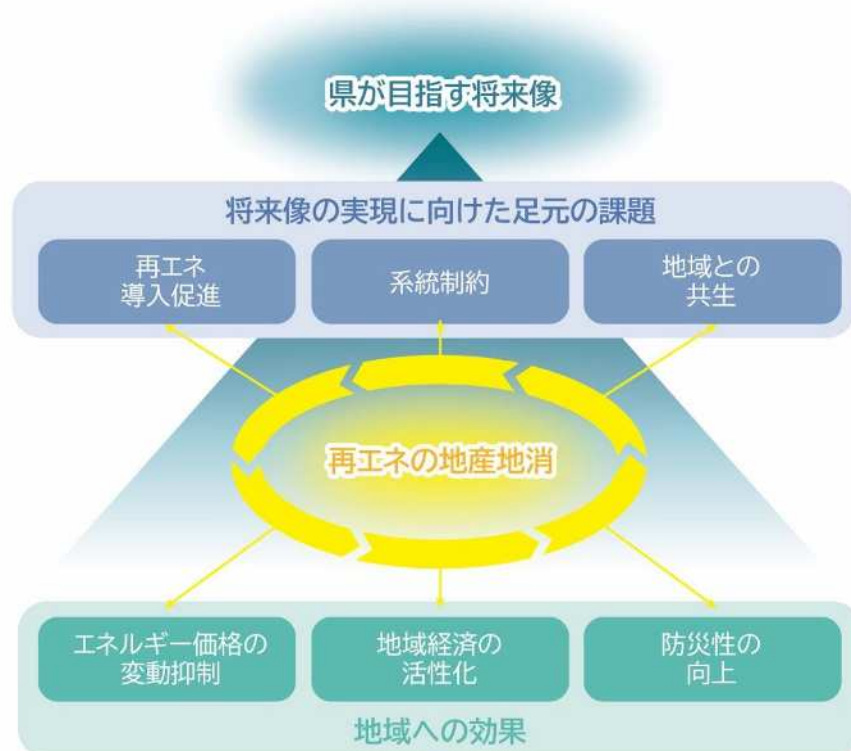 県が目指す将来像
将来像の実現に向けた足元の課題
再エネ
導入促進
系統制約
地域との
共生
再エネの地産地消
エネルギー価格の
変動抑制
地域経済の
活性化
防災性の
向上
地域への効果